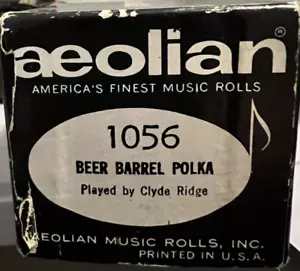 aeolian®
AMERICA'S FINEST MUSIC ROLLS
1056
BEER BARREL POLKA
Played by Clyde Ridge
AEOLIAN MUSIC ROLLS, INC.
PRINTED IN U.S.A.